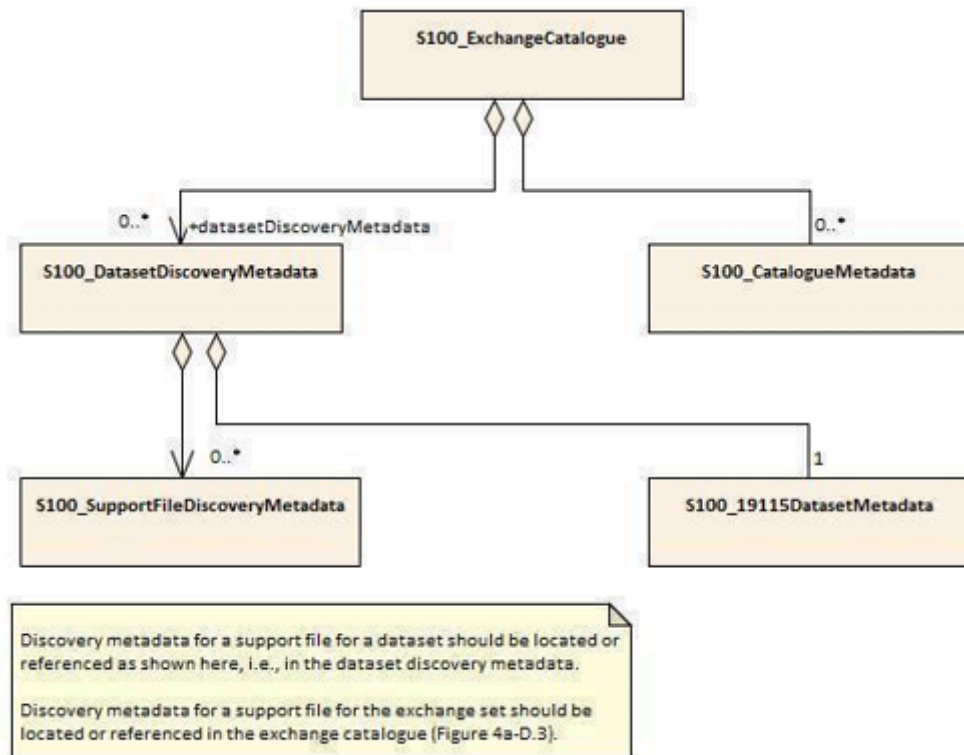 S100_ExchangeCatalogue
0..*
+datasetDiscoveryMetadata
0..*
S100_DatasetDiscoveryMetadata
S100_CatalogueMetadata
0..*
1
S100_SupportFileDiscoveryMetadata
S100_19115DatasetMetadata
Discovery metadata for a support file for a dataset should be located or
referenced as shown here, i.e., in the dataset discovery metadata.
Discovery metadata for a support file for the exchange set should be
located or referenced in the exchange catalogue (Figure 4a-D.3).